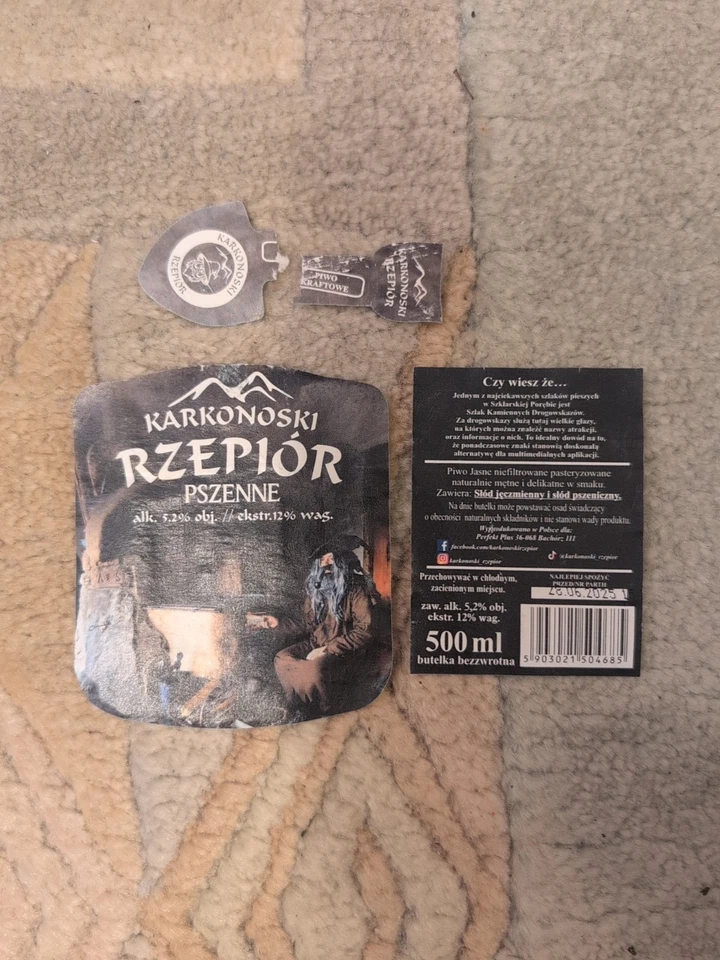 KARKONOSKI
RZEPIÓR
PIWO
KRAFTOWE
KARKONOSKI
RZEPIÓR
KARKONOSKI
RZEPIÓR
PSZENNE
alk. 5.2% obj. // ekstr.12% wag.
Czy wiesz że...
Jednym z najciekawszych szlaków pieszych
w Szklarskiej Porębie jest
Szlak Kamiennych Drogowskazów.
Za drogowskazy służą tutaj wielkie głazy,
na których można znaleźć nazwy atrakcji,
oraz informacje o nich. To idealny dowód na to,
że ponadczasowe znaki stanowią doskonałą
alternatywę dla multimedialnych aplikacji.
Piwo Jasne niefiltrowane pasteryzowane
naturalnie mętne i delikatne w smaku.
Zawiera: Słód jęczmienny i słód pszeniczny.
Na dnie butelki może powstawać osad świadczący
o obecności naturalnych składników i nie stanowi wady produktu.
Wyprodukowano w Polsce dla:
Perfekt Plus 36-068 Bachórz 111
facebook.com/karkonoskirzepior
karkonoski_rzepior
@karkonoski_rzepior
Przechowywać w chłodnym,
zacienionym miejscu.
NAJLEPIEJ SPOŻYĆ
PRZED/NR PARTII
28.06.2025 1
zaw. alk. 5,2% obj.
ekstr. 12% wag.
500 ml
butelka bezzwrotna
5 903021 504685